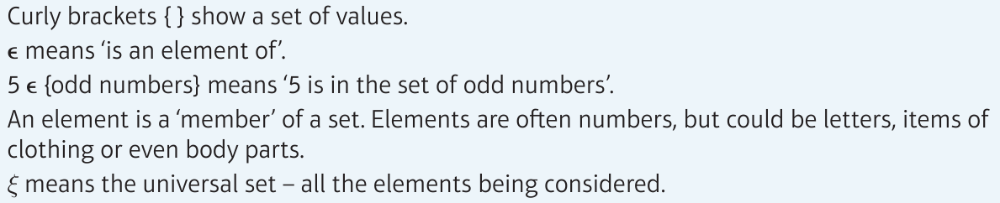 Curly brackets { } show a set of values.
ϵ means ‘is an element of’.
5 ϵ {odd numbers} means ‘5 is in the set of odd numbers’.
An element is a ‘member’ of a set. Elements are often numbers, but could be letters, items of
clothing or even body parts.
ξ means the universal set – all the elements being considered.